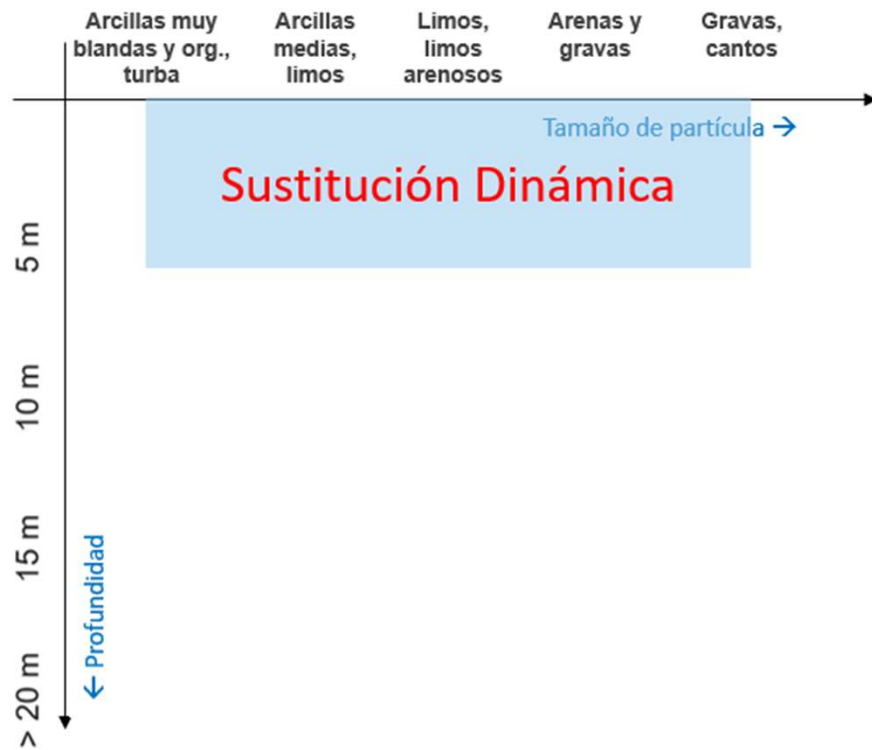 Arcillas muy
blandas y org.,
turba
Arcillas
medias,
limos
Limos,
limos
arenosos
Arenas y
gravas
Gravas,
cantos
Tamaño de partícula →
Sustitución Dinámica
5 m
10 m
15 m
> 20 m
← Profundidad